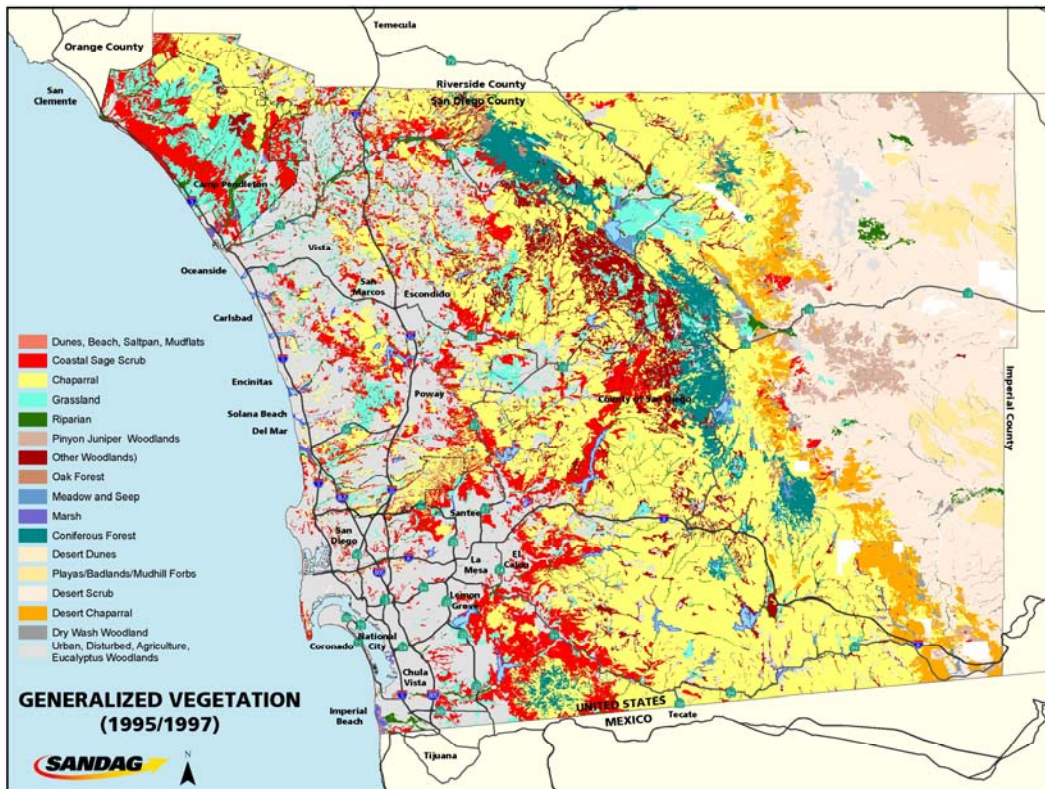 Temecula
Orange County
San
Clemente
Riverside County
San Diego County
Camp Pendleton
Vista
Oceanside
San
Marcos
Escondido
Carlsbad
Encinitas
Poway
County of San Diego
Solana Beach
Del Mar
Imperial County
Santee
San
Diego
La
Mesa
El
Cajon
Lemon
Grove
National
City
Coronado
Chula
Vista
Imperial
Beach
UNITED STATES
MEXICO
Tecate
Tijuana
Dunes, Beach, Saltpan, Mudflats
Coastal Sage Scrub
Chaparral
Grassland
Riparian
Pinyon Juniper Woodlands
Other Woodlands)
Oak Forest
Meadow and Seep
Marsh
Coniferous Forest
Desert Dunes
Playas/Badlands/Mudhill Forbs
Desert Scrub
Desert Chaparral
Dry Wash Woodland
Urban, Disturbed, Agriculture,
Eucalyptus Woodlands
GENERALIZED VEGETATION
(1995/1997)
SANDAG
N